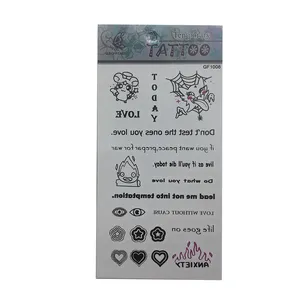 TATTOO
TODAY
LOVE
Don't test the ones you love.
if you want peace,prepar for war
live as if you'll die today.
Do what you love
lead me not into temptation.
LOVE WITHOUT CAUSE
life goes on
ANXIETY